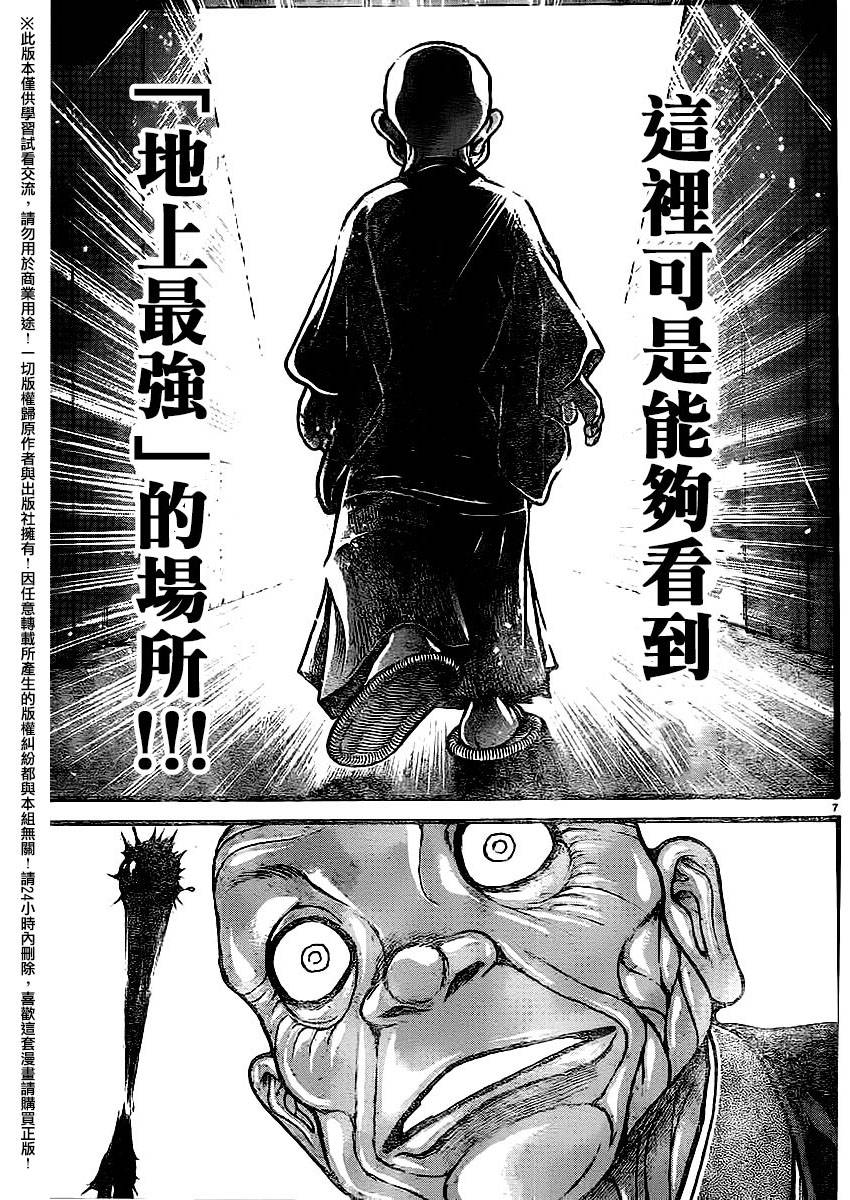 這裡可是能夠看到
「地上最強」的場所!!!
7
※此版本僅供學習試看交流，請勿用於商業用途！一切版權歸原作者與出版社擁有！因任意轉載所產生的版權糾紛都與本組無關！請24小時內刪除，喜歡這套漫畫請購買正版！